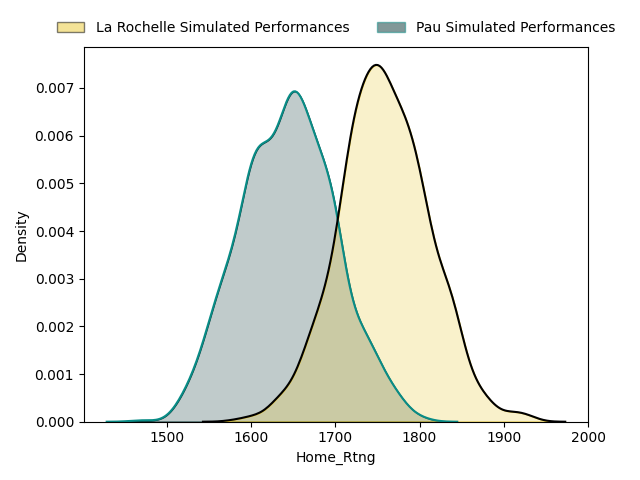 La Rochelle Simulated Performances Pau Simulated Performances
0.007
0.006
0.005
0.004
0.003
0.002
0.001
0.000
Density
1500 1600 1700 1800 1900 2000
Home_Rtng